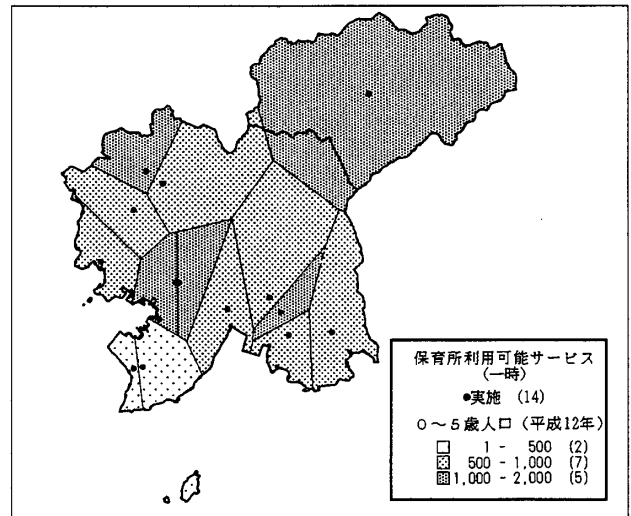 保育所利用可能サービス
(一時)
●実施 (14)
0~5歳人口(平成12年)
1 - 500 (2)
500 - 1,000 (7)
1,000 - 2,000 (5)